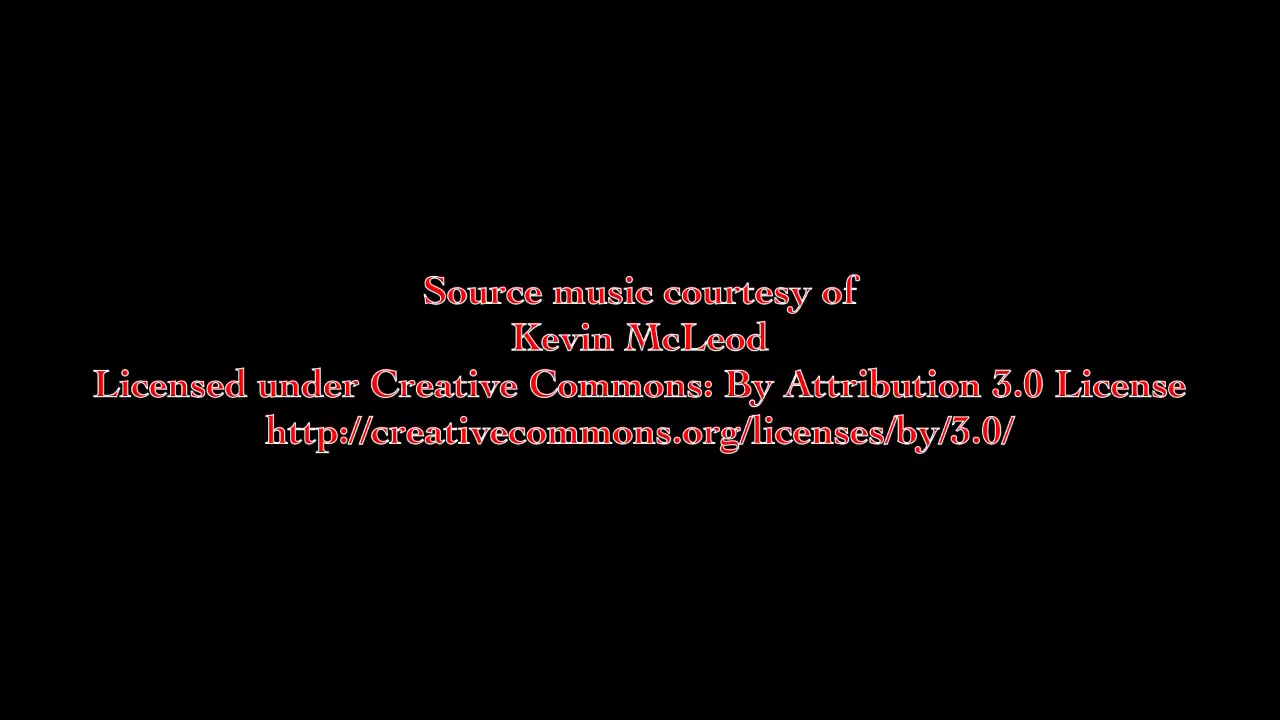 Source music courtesy of
Kevin McLeod
Licensed under Creative Commons: By Attribution 3.0 License
http://creativecommons.org/licenses/by/3.0/